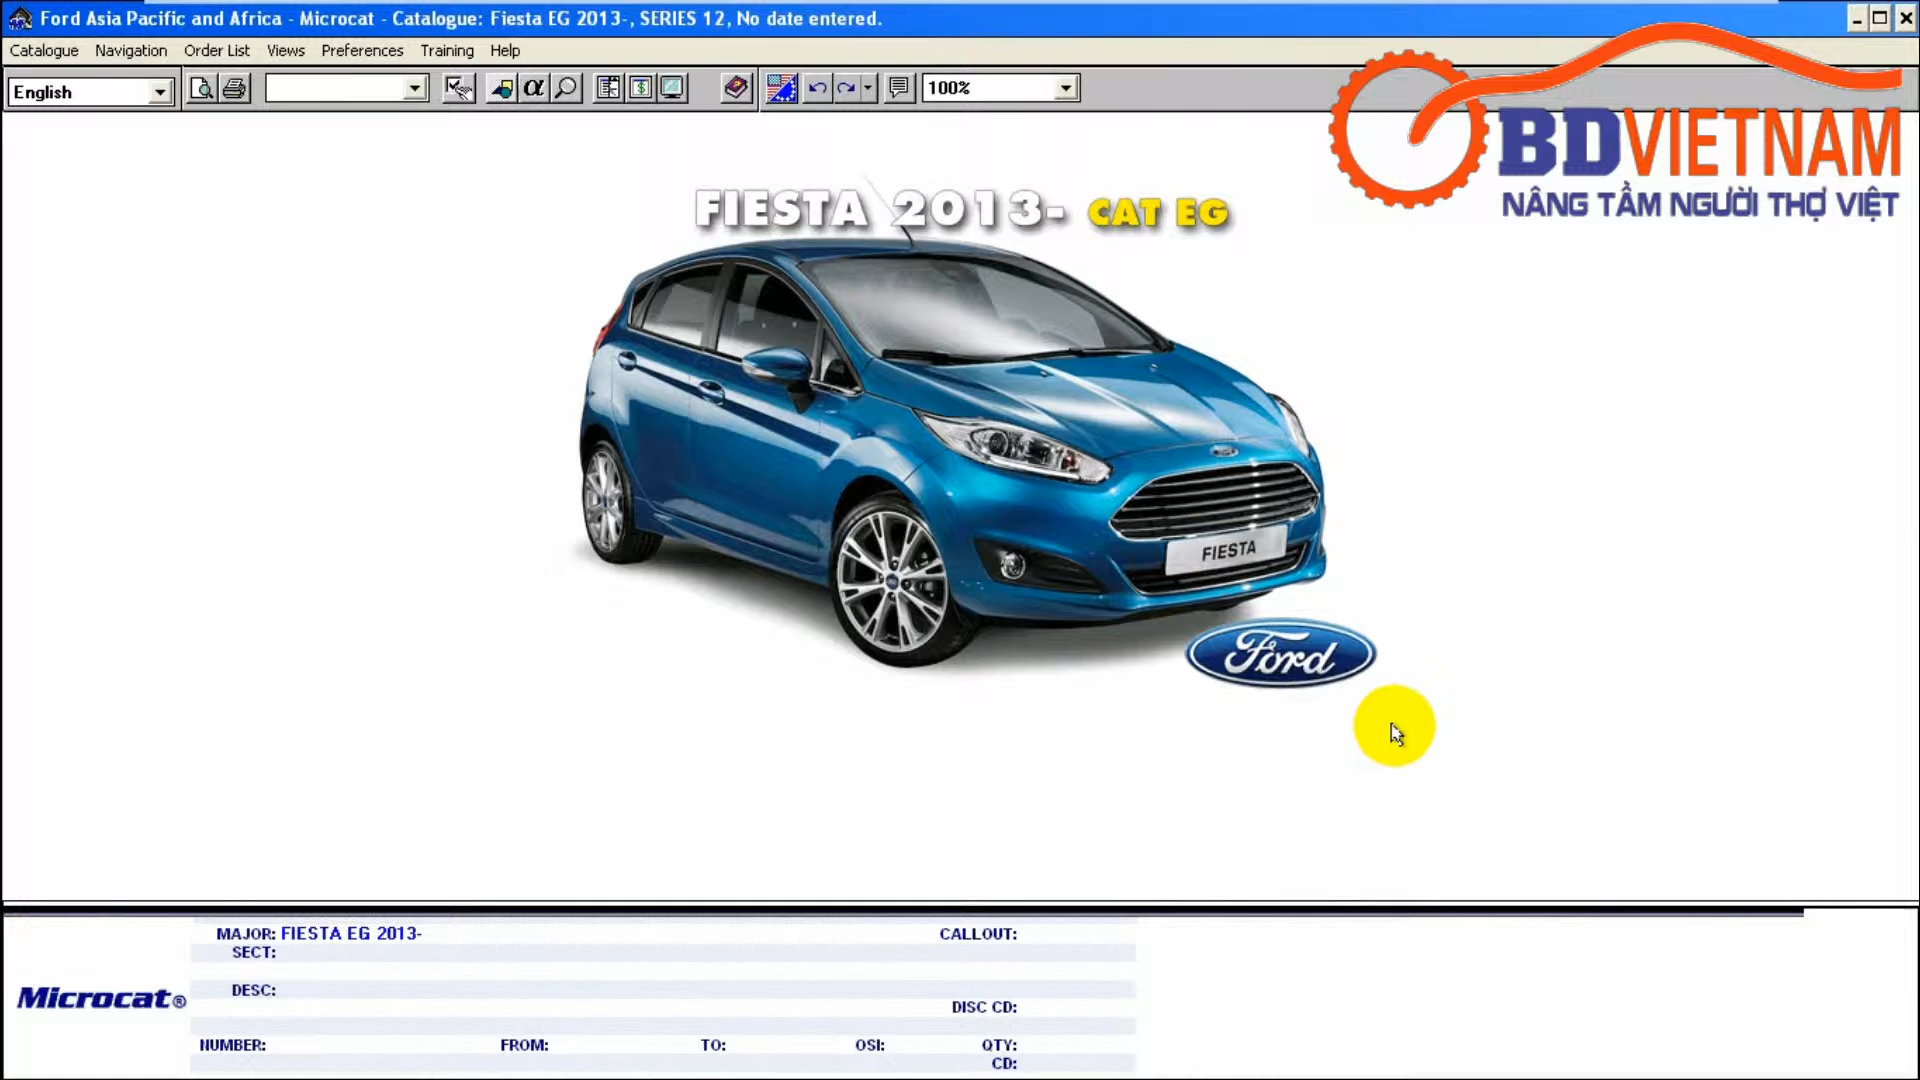 Ford Asia Pacific and Africa - Microcat - Catalogue: Fiesta EG 2013-, SERIES 12, No date entered.
Catalogue Navigation Order List Views Preferences Training Help
English
α
100%
BDVIETNAM
NÂNG TẦM NGƯỜI THỢ VIỆT
FIESTA 2013- CAT EG
FIESTA
Ford
MAJOR: FIESTA EG 2013-
CALLOUT:
SECT:
DESC:
DISC CD:
Microcat®
NUMBER: FROM: TO: OSI: QTY:
CD: